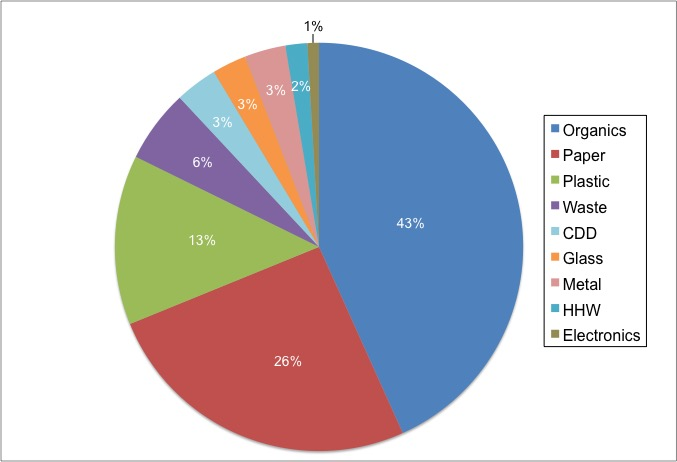 1%
3%
3%
3%
2%
6%
13%
43%
26%
Organics
Paper
Plastic
Waste
CDD
Glass
Metal
HHW
Electronics